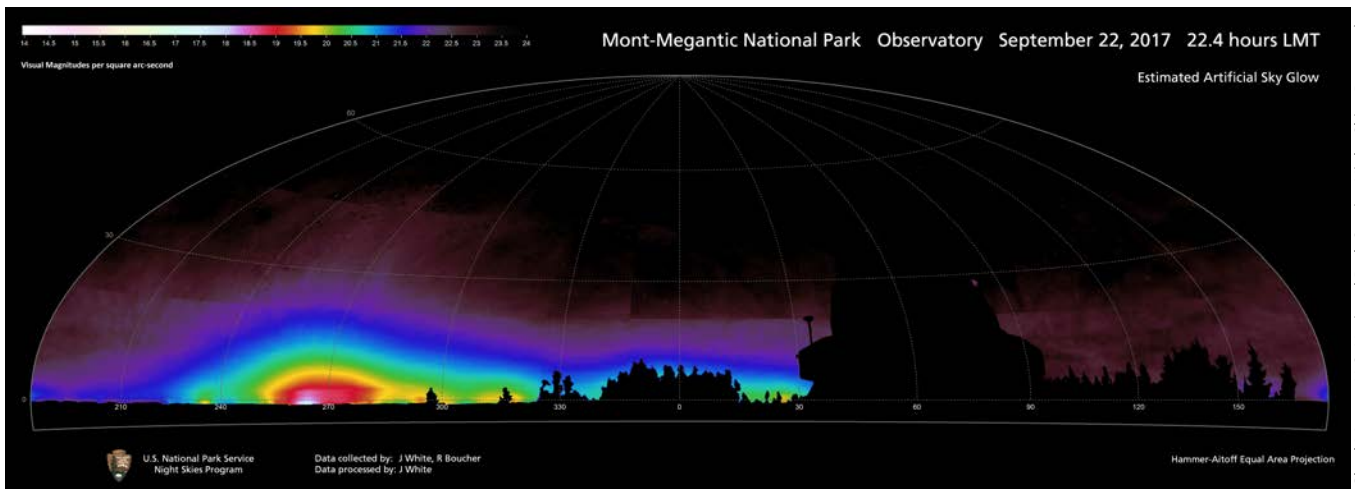 Mont-Megantic National Park Observatory September 22, 2017 22.4 hours LMT
14 14.5 15 15.5 16 16.5 17 17.5 18 18.5 19 19.5 20 20.5 21 21.5 22 22.5 23 23.5 24
Visual Magnitudes per square arc-second
Estimated Artificial Sky Glow
60
30
0 210 240 270 300 330 0 30 60 90 120 150
U.S. National Park Service
Night Skies Program
Data collected by: J White, R Boucher
Data processed by: J White
Hammer-Aitoff Equal Area Projection